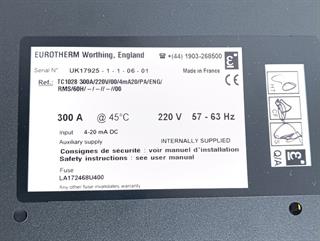 EUROTHERM Worthing, England ☎ +(44) 1903-268500
Serial N° UK17925 - 1 - 1 - 06 - 01 Made in France
Ref.: TC1028 300A/220V/00/4mA20/PA/ENG/
RMS/60H/ -- / -- // -- //00
300 A @ 45°C 220 V 57 - 63 Hz
input 4-20 mA DC
Auxiliary supply INTERNALLY SUPPLIED
Consignes de sécurité : voir manuel d'installation
Safety instructions : see user manual
Fuse
LA172468U400
Any other fuse invalidates warranty